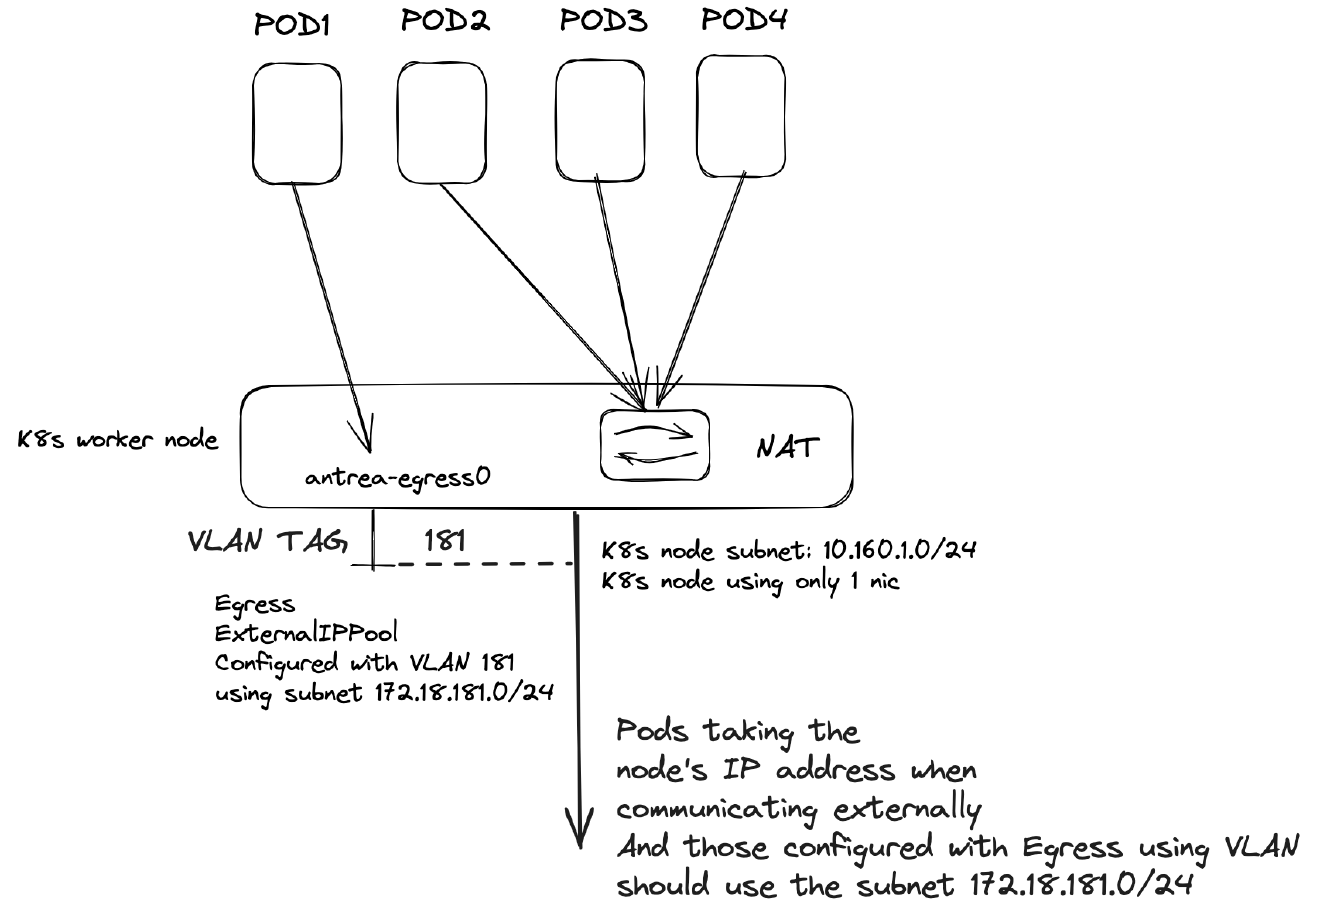 POD1
POD2
POD3
POD4
K8s worker node
antrea-egress0
NAT
VLAN TAG
181
K8s node subnet: 10.160.1.0/24
K8s node using only 1 nic
Egress
ExternalIPPool
Configured with VLAN 181
using subnet 172.18.181.0/24
Pods taking the
node's IP address when
communicating externally
And those configured with Egress using VLAN
should use the subnet 172.18.181.0/24